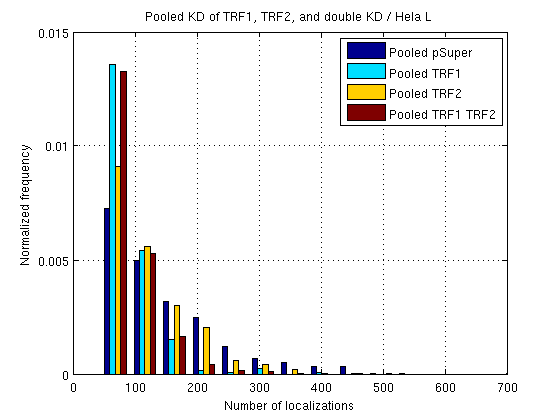 Pooled KD of TRF1, TRF2, and double KD / Hela L
Pooled pSuper
Pooled TRF1
Pooled TRF2
Pooled TRF1 TRF2
Normalized frequency
0.015
0.01
0.005
0
0 100 200 300 400 500 600 700
Number of localizations